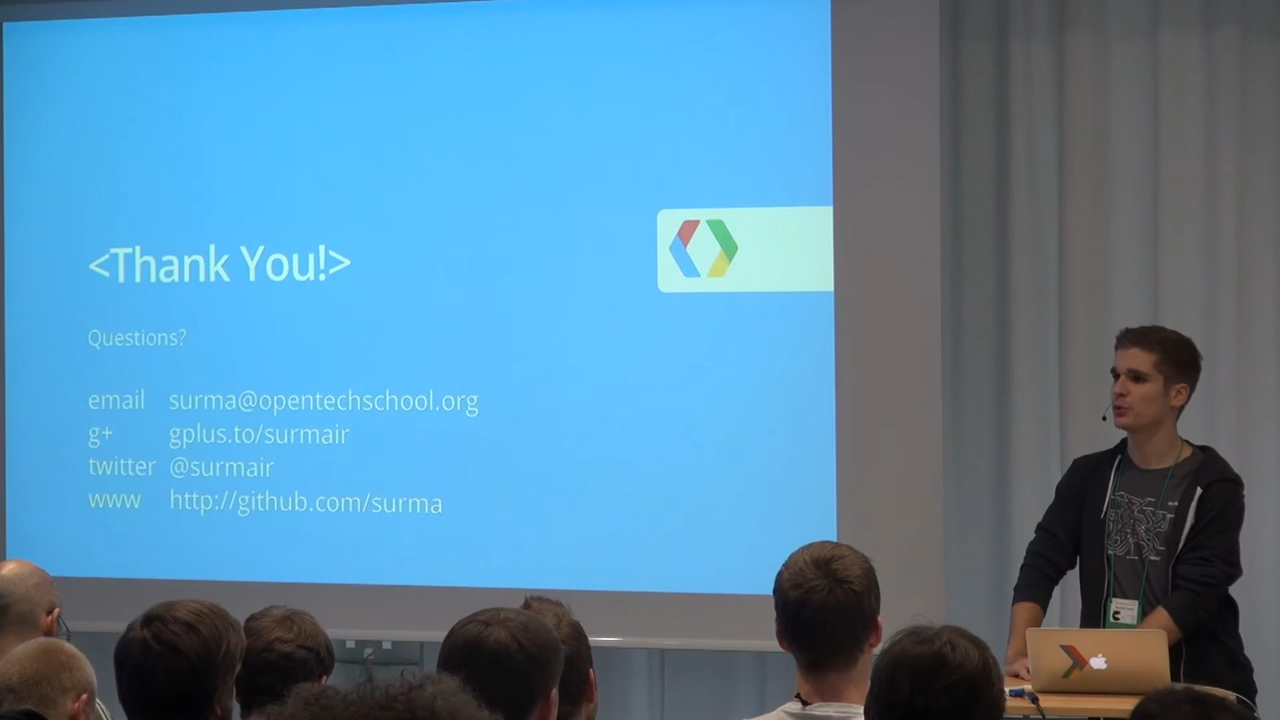 <Thank You!>
Questions?
email surma@opentechschool.org
g+ gplus.to/surmair
twitter @surmair
www http://github.com/surma